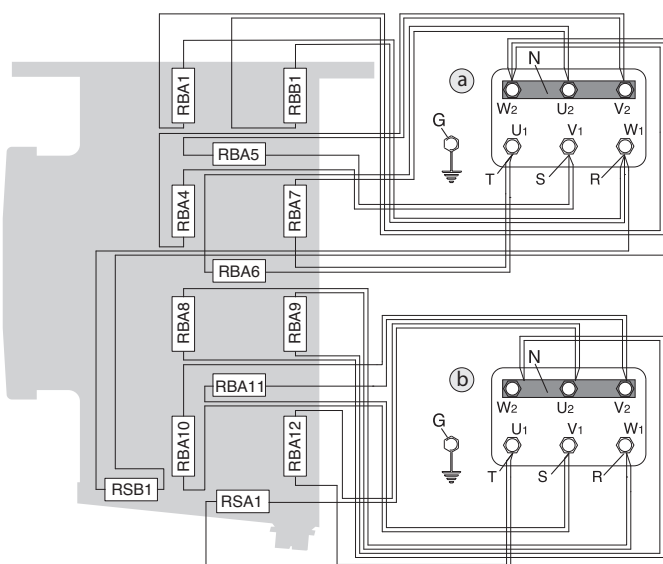 RBA1
RBB1
RBA5
RBA4
RBA7
RBA6
RBA8
RBA9
RBA11
RBA10
RBA12
RSB1
RSA1
a
N
W2 U2 V2
G
U1 V1 W1
T S R
b
N
W2 U2 V2
G
U1 V1 W1
T S R